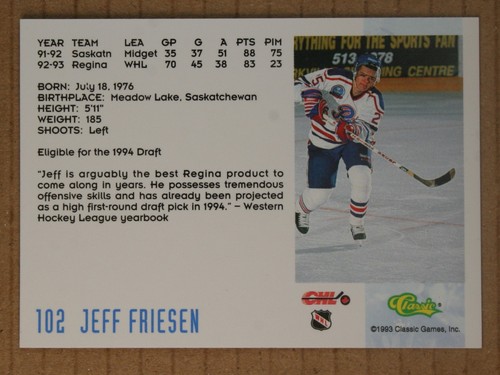 YEAR TEAM LEA GP G A PTS PIM
91-92 Saskatn Midget 35 37 51 88 75
92-93 Regina WHL 70 45 38 83 23
BORN: July 18, 1976
BIRTHPLACE: Meadow Lake, Saskatchewan
HEIGHT: 5'11"
WEIGHT: 185
SHOOTS: Left
Eligible for the 1994 Draft
"Jeff is arguably the best Regina product to
come along in years. He possesses tremendous
offensive skills and has already been projected
as a high first-round draft pick in 1994." – Western
Hockey League yearbook
102 JEFF FRIESEN
RYTHING FOR THE SPORTS FAN
513 78
NG CENTRE
25
CHL
WHL
Classic®
©1993 Classic Games, Inc.